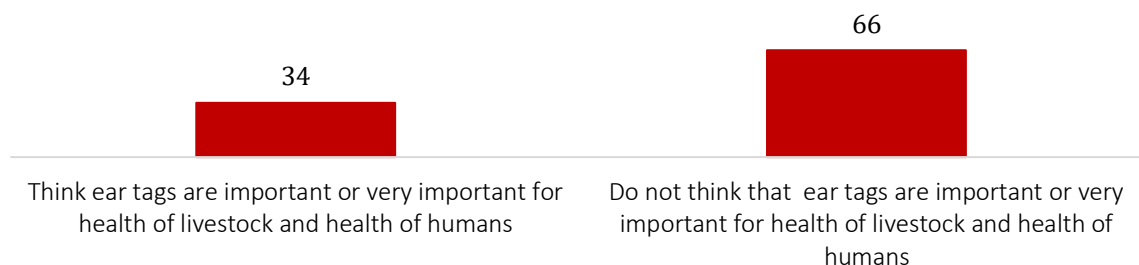 66
34
Think ear tags are important or very important for
health of livestock and health of humans
Do not think that  ear tags are important or very
important for health of livestock and health of
humans